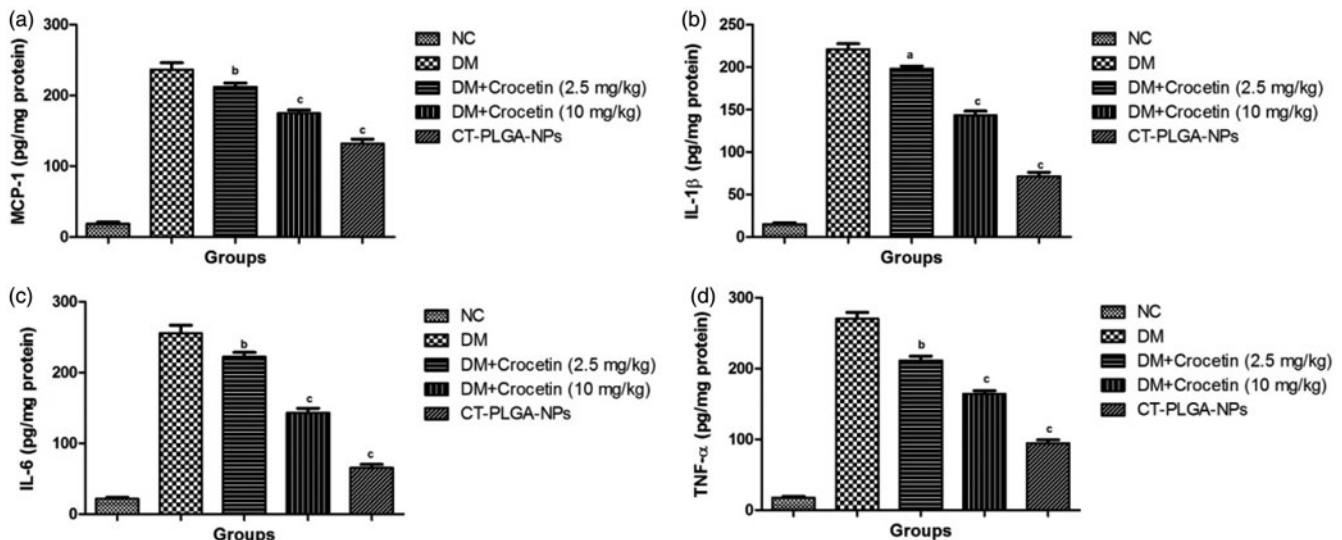 (a)
MCP-1 (pg/mg protein)
300
200
100
0
b
c
c
Groups
NC
DM
DM+Crocetin (2.5 mg/kg)
DM+Crocetin (10 mg/kg)
CT-PLGA-NPs
(b)
IL-1β (pg/mg protein)
250
200
150
100
50
0
a
c
c
Groups
NC
DM
DM+Crocetin (2.5 mg/kg)
DM+Crocetin (10 mg/kg)
CT-PLGA-NPs
(c)
IL-6 (pg/mg protein)
300
200
100
0
b
c
c
Groups
NC
DM
DM+Crocetin (2.5 mg/kg)
DM+Crocetin (10 mg/kg)
CT-PLGA-NPs
(d)
TNF-α (pg/mg protein)
300
200
100
0
b
c
c
Groups
NC
DM
DM+Crocetin (2.5 mg/kg)
DM+Crocetin (10 mg/kg)
CT-PLGA-NPs